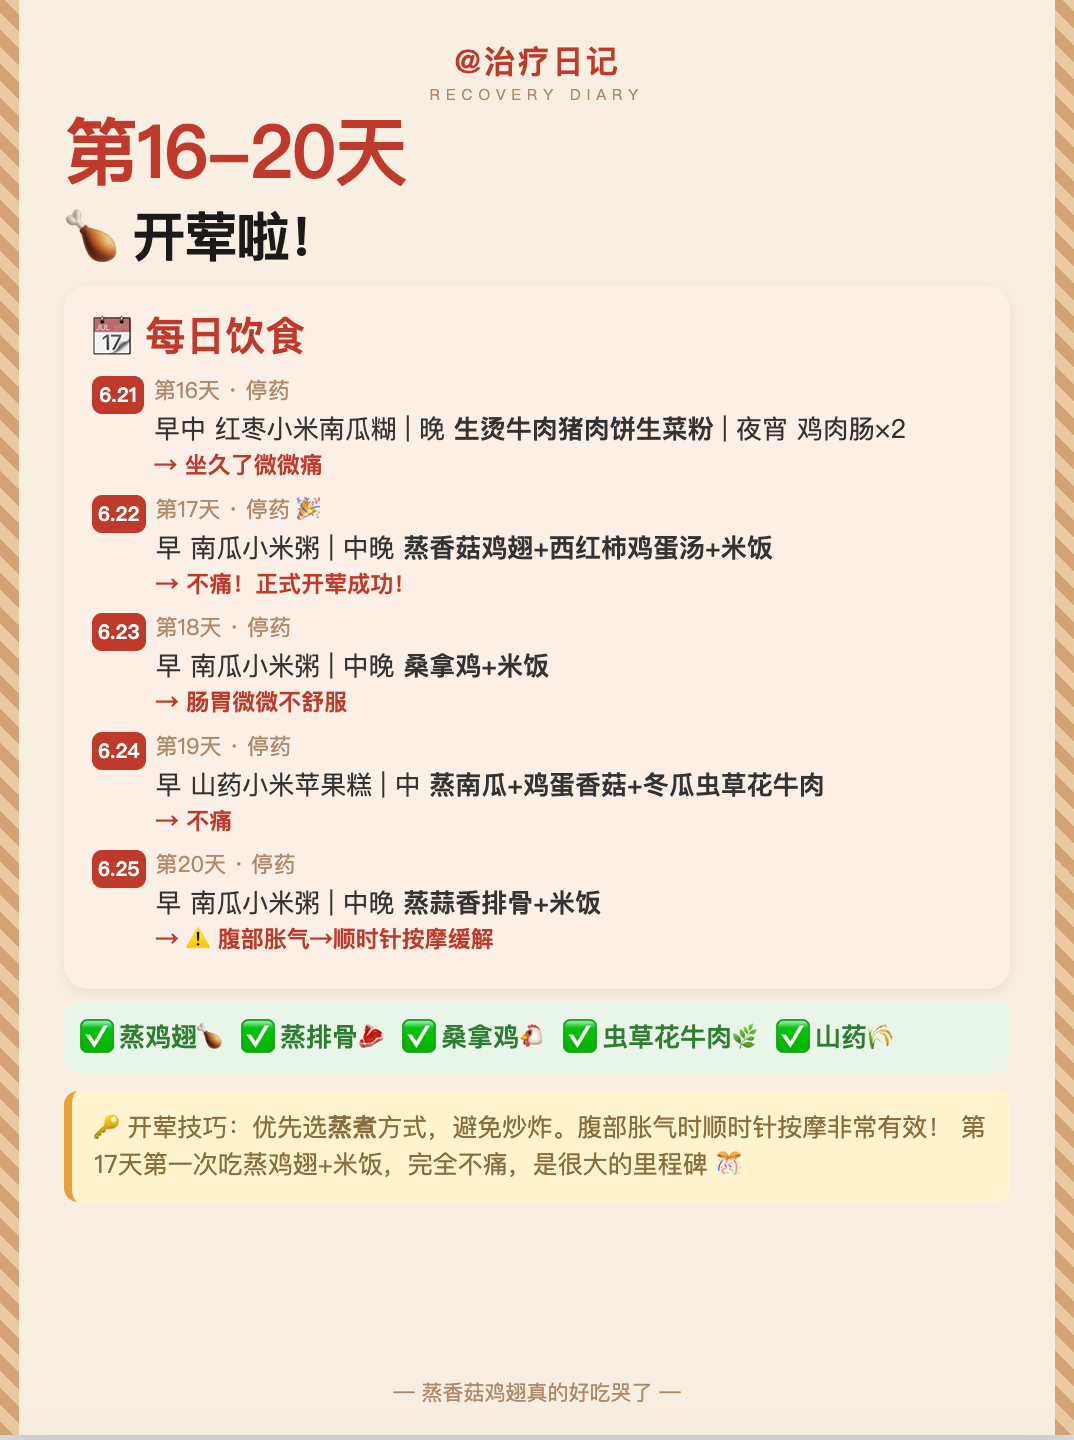 @治疗日记
RECOVERY DIARY
第16–20天
🍗 开荤啦！
📅 每日饮食
6.21 第16天 · 停药
早中 红枣小米南瓜糊 | 晚 生烫牛肉猪肉饼生菜粉 | 夜宵 鸡肉肠×2
→ 坐久了微微痛
6.22 第17天 · 停药 🎉
早 南瓜小米粥 | 中晚 蒸香菇鸡翅+西红柿鸡蛋汤+米饭
→ 不痛！正式开荤成功！
6.23 第18天 · 停药
早 南瓜小米粥 | 中晚 桑拿鸡+米饭
→ 肠胃微微不舒服
6.24 第19天 · 停药
早 山药小米苹果糕 | 中 蒸南瓜+鸡蛋香菇+冬瓜虫草花牛肉
→ 不痛
6.25 第20天 · 停药
早 南瓜小米粥 | 中晚 蒸蒜香排骨+米饭
→ ⚠️ 腹部胀气→顺时针按摩缓解
✅蒸鸡翅🍗 ✅蒸排骨🥩 ✅桑拿鸡🐔 ✅虫草花牛肉🌿 ✅山药🌾
🔑 开荤技巧：优先选蒸煮方式，避免炒炸。腹部胀气时顺时针按摩非常有效！ 第
17天第一次吃蒸鸡翅+米饭，完全不痛，是很大的里程碑 🎊
— 蒸香菇鸡翅真的好吃哭了 —